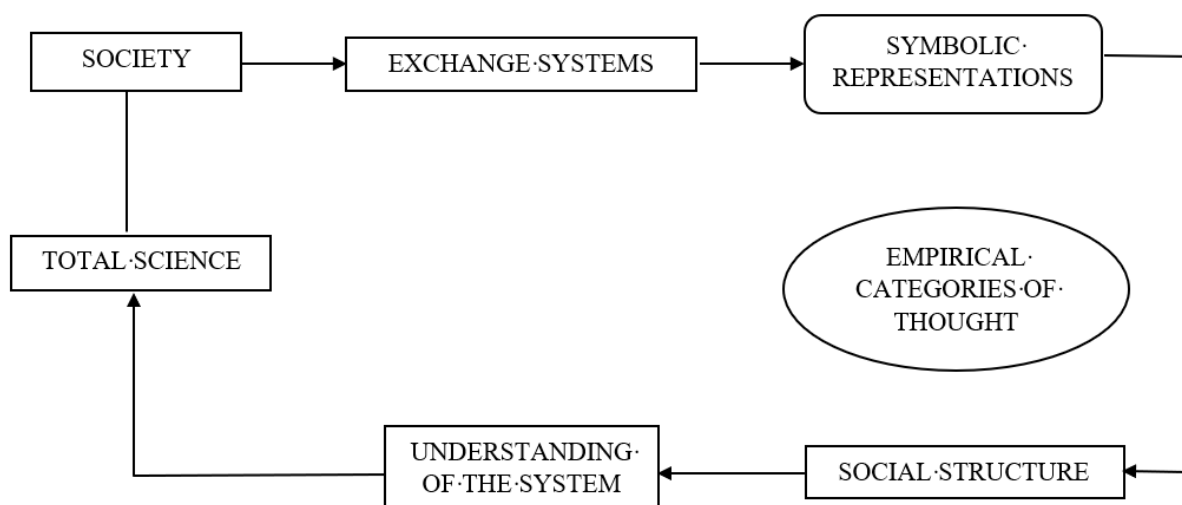 SOCIETY
EXCHANGE·SYSTEMS
SYMBOLIC·
REPRESENTATIONS
TOTAL·SCIENCE
EMPIRICAL·
CATEGORIES·OF·
THOUGHT
UNDERSTANDING·
OF·THE·SYSTEM
SOCIAL·STRUCTURE